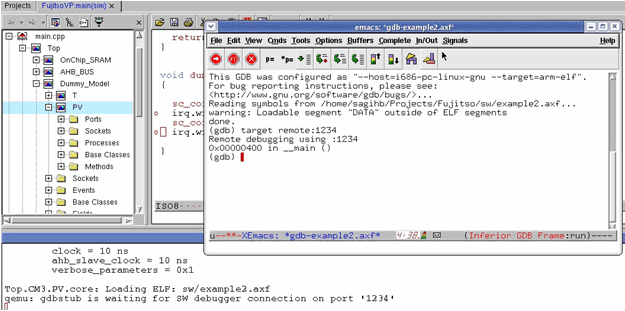 Projects
FujitsoVP:main(sim)
main.cpp
Top
OnChip_SRAM
AHB_BUS
Dummy_Model
T
PV
Ports
Sockets
Processes
Base Classes
Methods
Sockets
Events
Base Classes
retu
}
void du
{
sc_co
irq.w
sc_co
irq.w
}
ISO8
emacs: *gdb-example2.axf*
File Edit View Cmds Tools Options Buffers Complete In/Out Signals Help
This GDB was configured as "--host=i686-pc-linux-gnu --target=arm-elf".
For bug reporting instructions, please see:
<http://www.gnu.org/software/gdb/bugs/>...
Reading symbols from /home/sagihb/Projects/Fujitso/sw/example2.axf...
warning: Loadable segment "DATA" outside of ELF segments
done.
(gdb) target remote:1234
Remote debugging using :1234
0x00000400 in __main ()
(gdb)
u--**-XEmacs: *gdb-example2.axf* 4:38 (Inferior GDB Frame:run)----
clock = 10 ns
ahb_slave_clock = 10 ns
verbose_parameters = 0x1
Top.CM3.PV.core: Loading ELF: sw/example2.axf
qemu: gdbstub is waiting for SW debugger connection on port '1234'